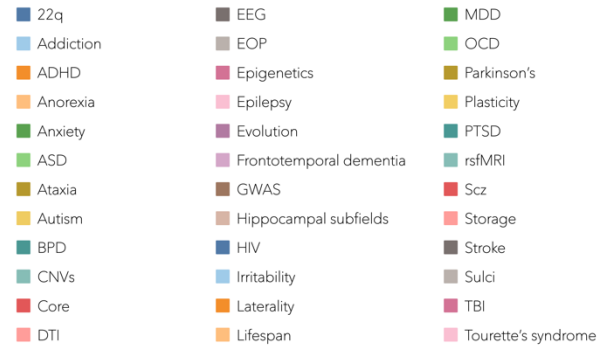 22q
Addiction
ADHD
Anorexia
Anxiety
ASD
Ataxia
Autism
BPD
CNVs
Core
DTI
EEG
EOP
Epigenetics
Epilepsy
Evolution
Frontotemporal dementia
GWAS
Hippocampal subfields
HIV
Irritability
Laterality
Lifespan
MDD
OCD
Parkinson’s
Plasticity
PTSD
rsfMRI
Scz
Storage
Stroke
Sulci
TBI
Tourette’s syndrome